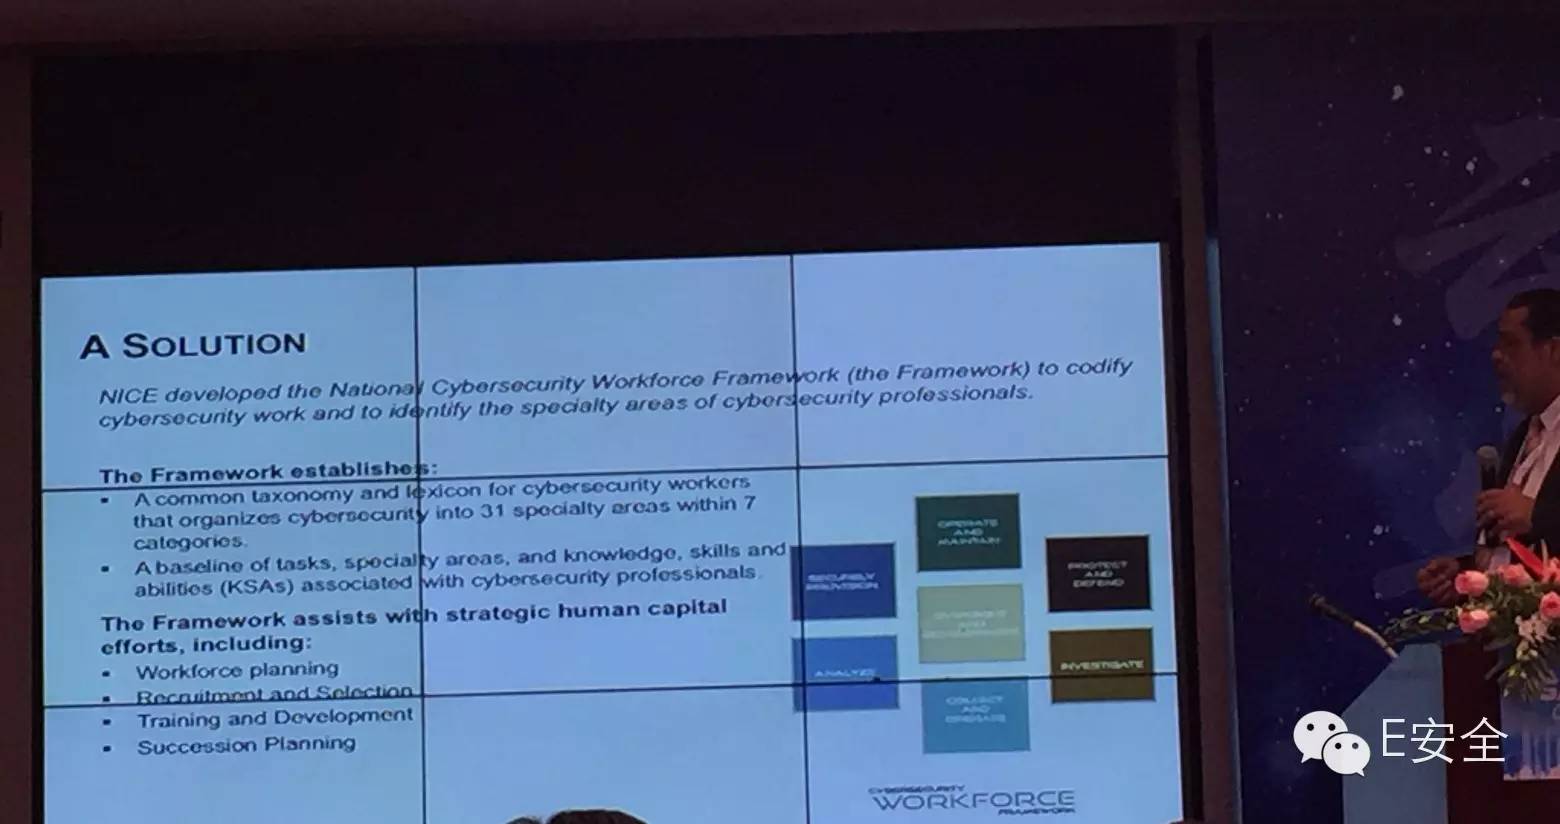 A SOLUTION
NICE developed the National Cybersecurity Workforce Framework (the Framework) to codify
cybersecurity work and to identify the specialty areas of cybersecurity professionals.
The Framework establishes:
▪ A common taxonomy and lexicon for cybersecurity workers
that organizes cybersecurity into 31 specialty areas within 7
categories.
▪ A baseline of tasks, specialty areas, and knowledge, skills and
abilities (KSAs) associated with cybersecurity professionals.
The Framework assists with strategic human capital
efforts, including:
▪ Workforce planning
▪ Recruitment and Selection
▪ Training and Development
▪ Succession Planning
OPERATE
AND
MAINTAIN
SECURELY
PROVISION
PROTECT
AND
DEFEND
ANALYZE
INVESTIGATE
COLLECT
AND
OPERATE
CYBERSECURITY
WORKFORCE
FRAMEWORK
E安全